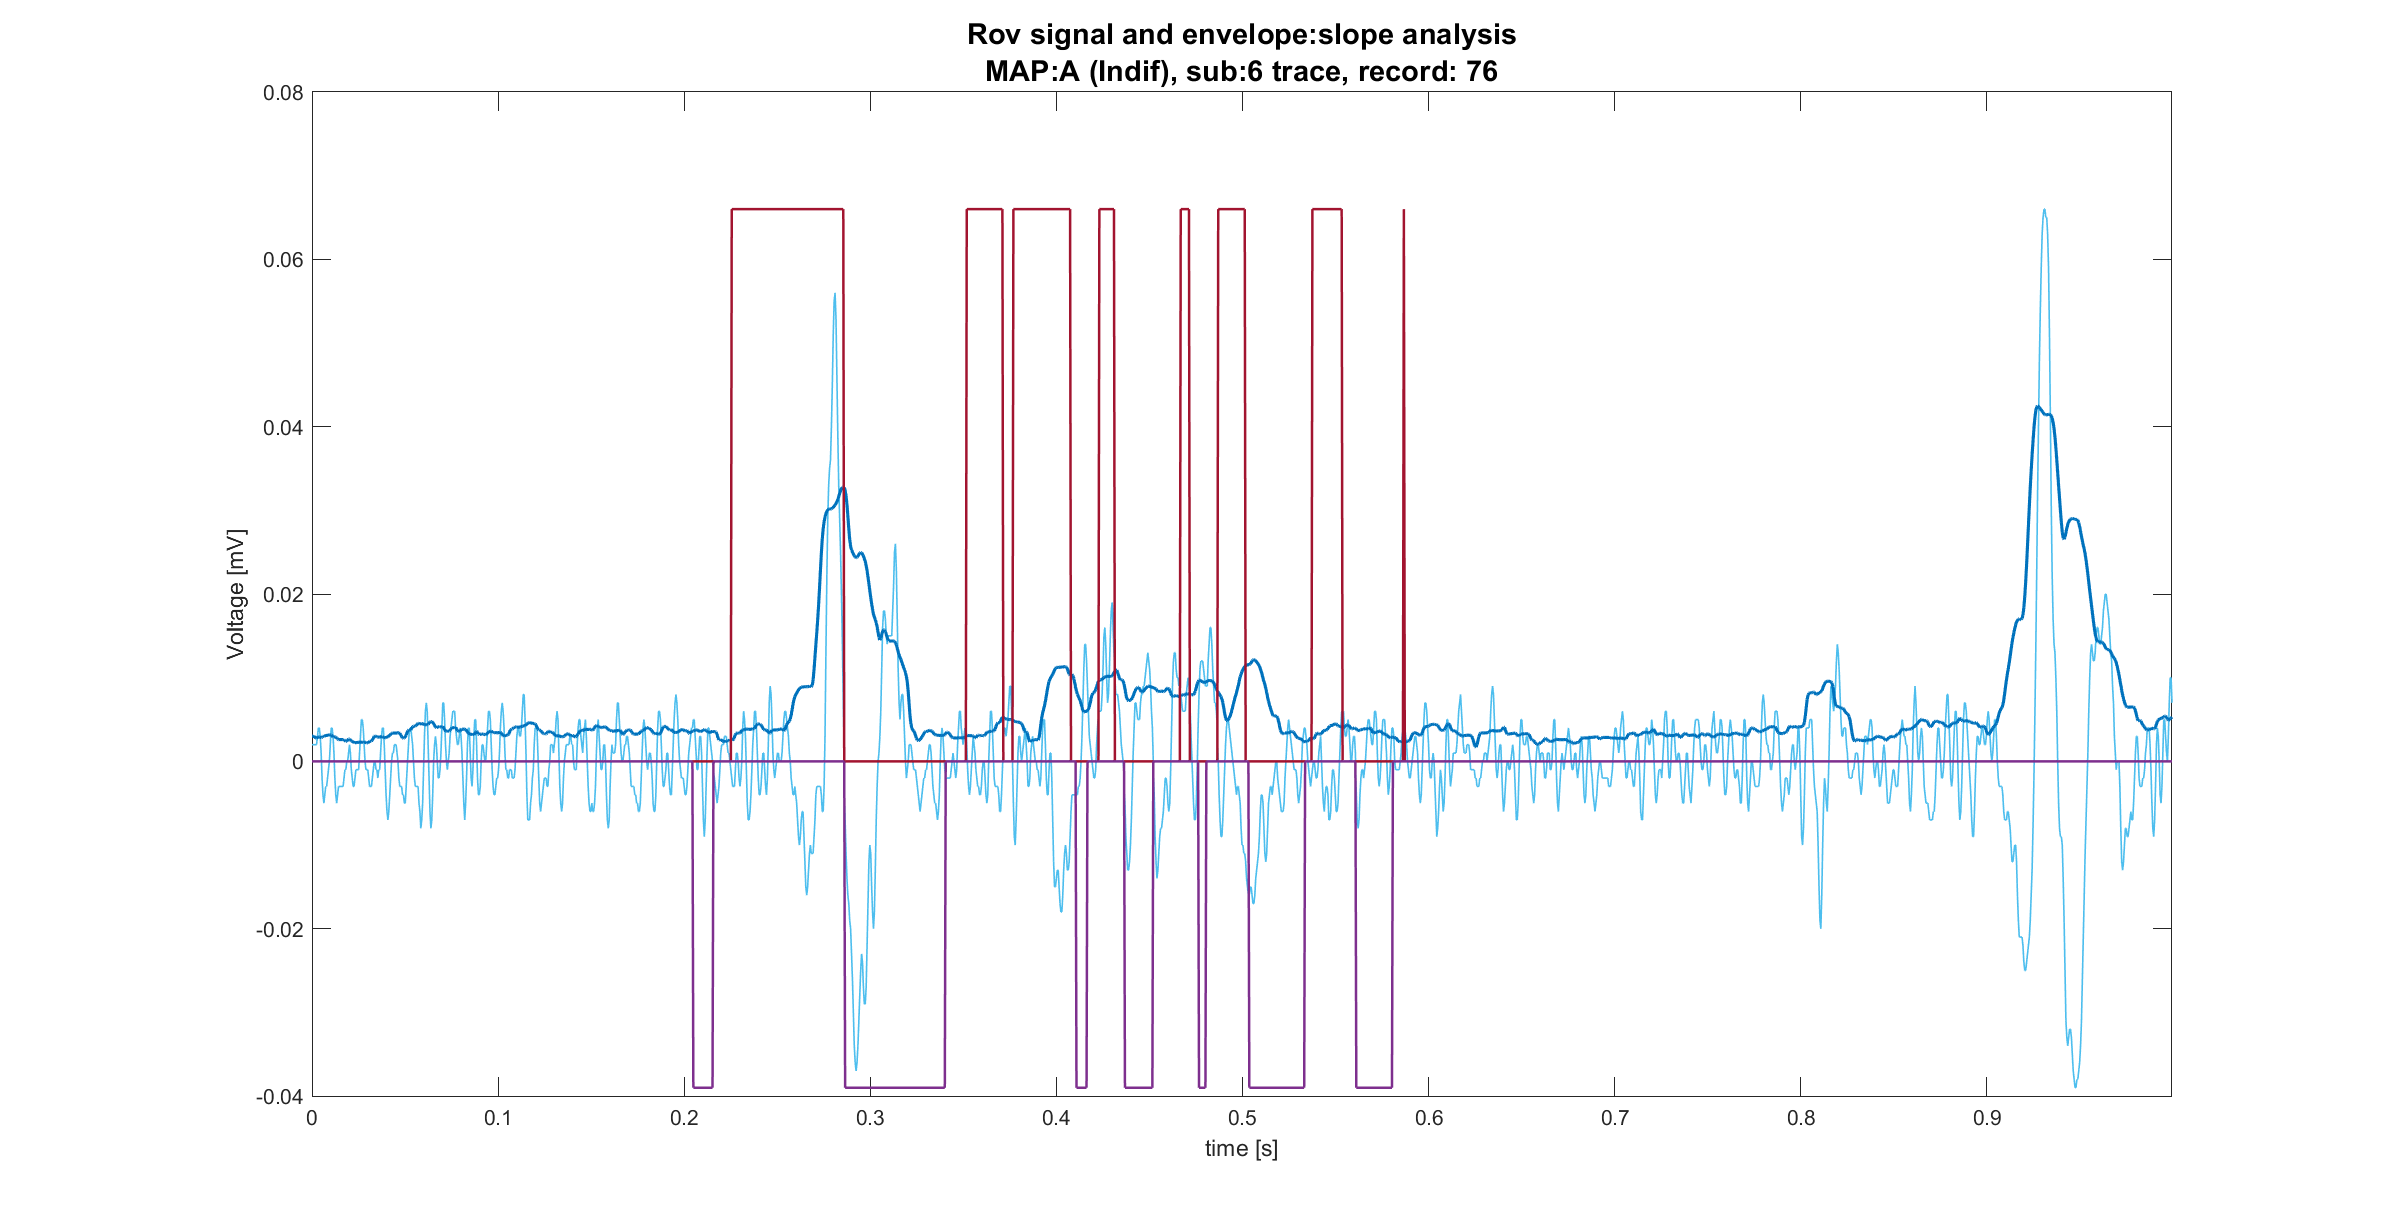 Rov signal and envelope:slope analysis
MAP:A (Indif), sub:6 trace, record: 76
0.08
0.06
0.04
0.02
0
-0.02
-0.04
Voltage [mV]
0 0.1 0.2 0.3 0.4 0.5 0.6 0.7 0.8 0.9
time [s]